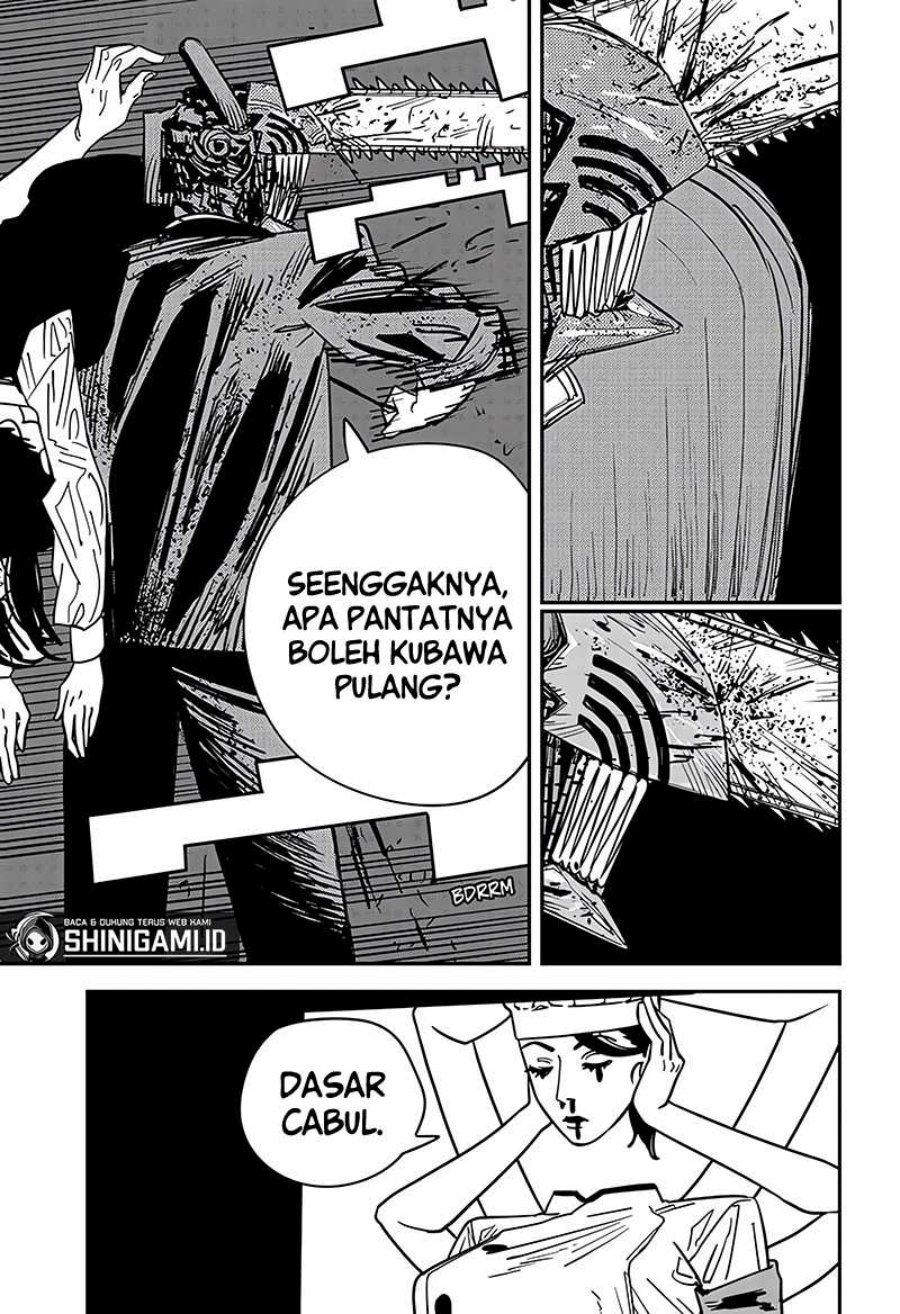 SEENGGAKNYA,
APA PANTATNYA
BOLEH KUBAWA
PULANG?
BDRRM
BACA & DUKUNG TERUS WEB KAMI
SHINIGAMI.ID
DASAR
CABUL.